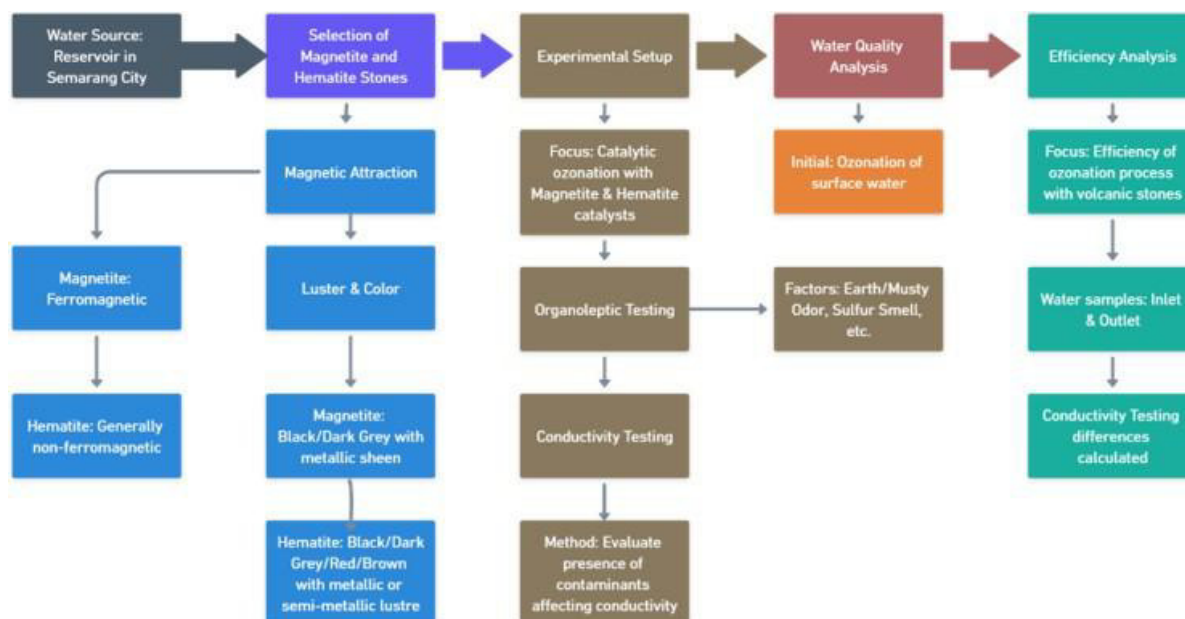 Water Source:
Reservoir in
Semarang City
Selection of
Magnetite and
Hematite Stones
Experimental Setup
Water Quality
Analysis
Efficiency Analysis
Magnetic Attraction
Focus: Catalytic
ozonation with
Magnetite & Hematite
catalysts
Initial: Ozonation of
surface water
Focus: Efficiency of
ozonation process
with volcanic stones
Magnetite:
Ferromagnetic
Luster & Color
Organoleptic Testing
Factors: Earth/Musty
Odor, Sulfur Smell,
etc.
Water samples: Inlet
& Outlet
Hematite: Generally
non-ferromagnetic
Magnetite:
Black/Dark Grey with
metallic sheen
Conductivity Testing
Conductivity Testing
differences
calculated
Hematite: Black/Dark
Grey/Red/Brown
with metallic or
semi-metallic lustre
Method: Evaluate
presence of
contaminants
affecting conductivity